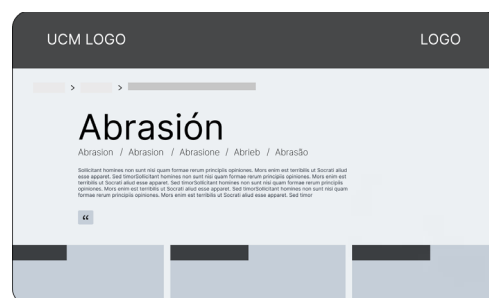 UCM LOGO
LOGO
> >
Abrasión
Abrasion / Abrasion / Abrasione / Abrieb / Abrasão
Sollicitant homines non sunt nisi quam formae rerum principiis opiniones. Mors enim est terribilis ut Socrati aliud
esse apparet. Sed timorSollicitant homines non sunt nisi quam formae rerum principiis opiniones. Mors enim est
terribilis ut Socrati aliud esse apparet. Sed timorSollicitant homines non sunt nisi quam formae rerum principiis
opiniones. Mors enim est terribilis ut Socrati aliud esse apparet. Sed timorSollicitant homines non sunt nisi quam
formae rerum principiis opiniones. Mors enim est terribilis ut Socrati aliud esse apparet. Sed timor
“